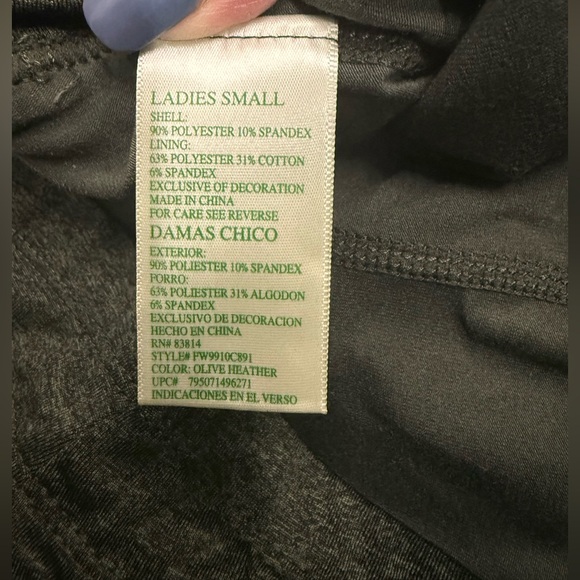 LADIES SMALL
SHELL:
90% POLYESTER 10% SPANDEX
LINING:
63% POLYESTER 31% COTTON
6% SPANDEX
EXCLUSIVE OF DECORATION
MADE IN CHINA
FOR CARE SEE REVERSE
DAMAS CHICO
EXTERIOR:
90% POLIESTER 10% SPANDEX
FORRO:
63% POLIESTER 31% ALGODON
6% SPANDEX
EXCLUSIVO DE DECORACION
HECHO EN CHINA
RN# 83814
STYLE# FW9910C891
COLOR: OLIVE HEATHER
UPC# 795071496271
INDICACIONES EN EL VERSO